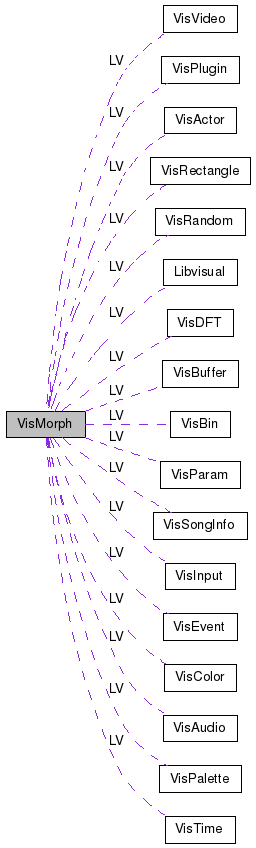 VisVideo
LV
VisPlugin
LV
VisActor
LV
VisRectangle
LV
VisRandom
LV
Libvisual
LV
VisDFT
LV
VisBuffer
LV
VisMorph
LV
VisBin
LV
VisParam
LV
VisSongInfo
LV
VisInput
LV
VisEvent
LV
VisColor
LV
VisAudio
LV
VisPalette
LV
VisTime